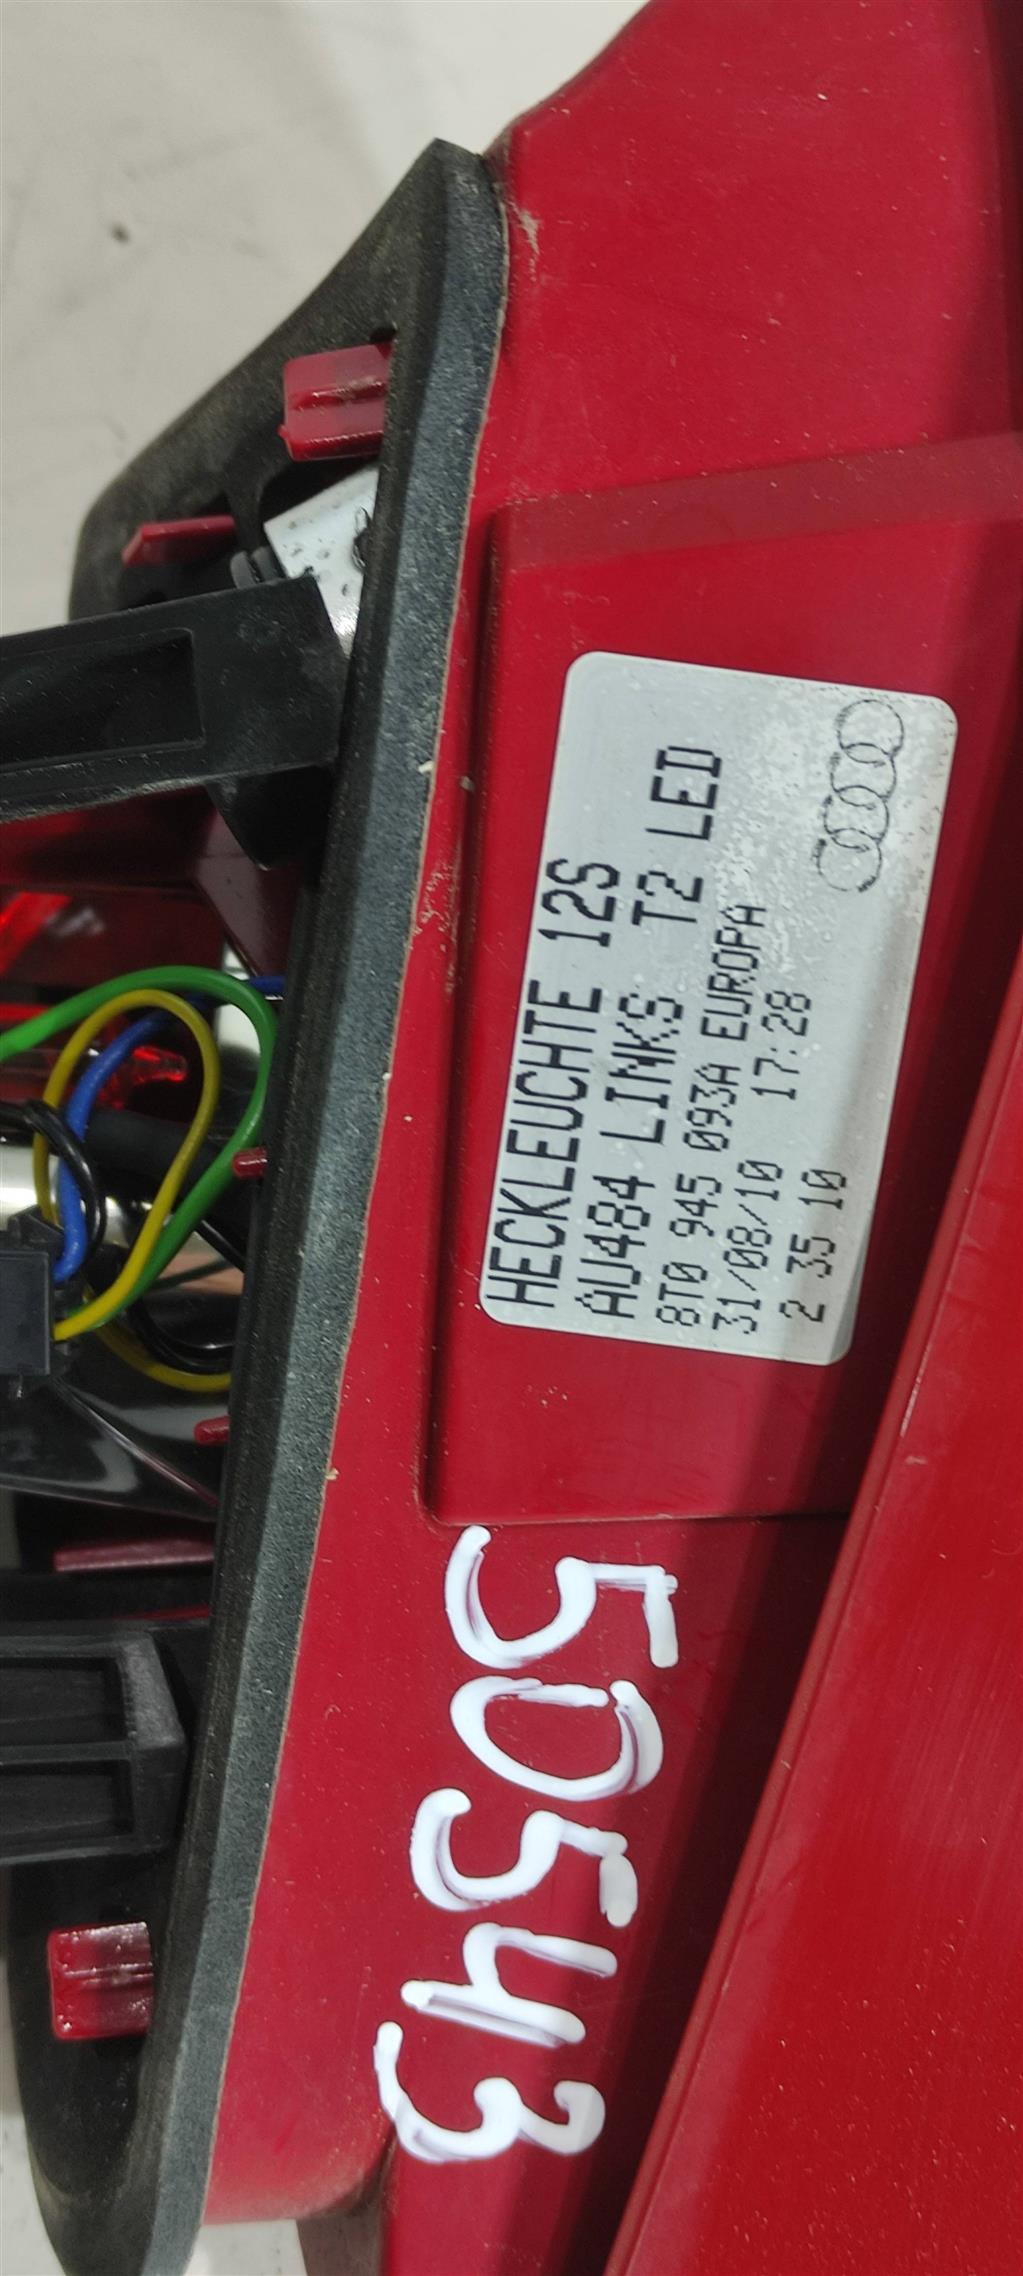 HECKLEUCHTE 12S
AU484 LINKS T2 LED
8T0 945 093A EUROPA
31/08/10 17:28
2 35 10
50543